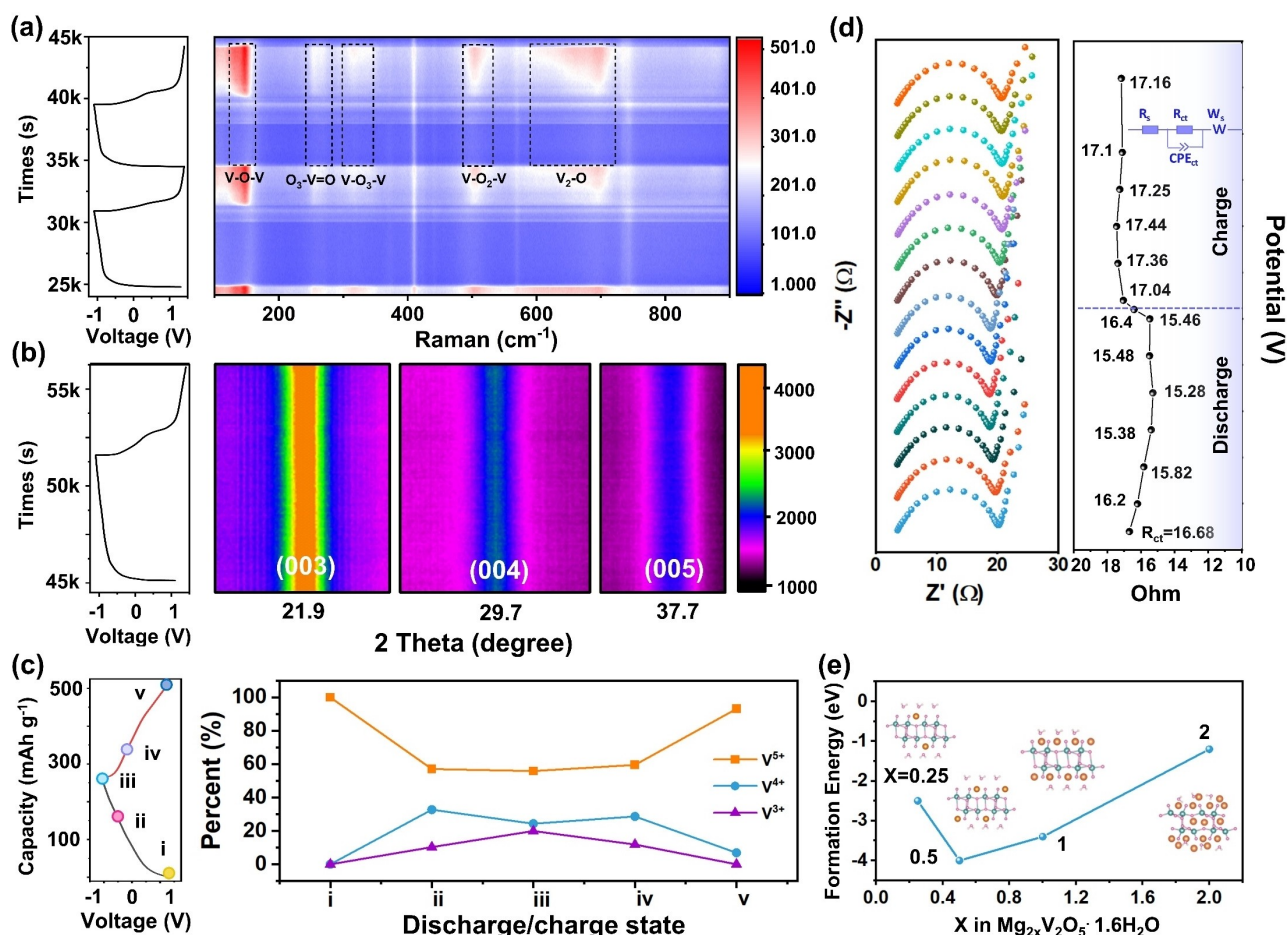 (a)
45k
40k
35k
30k
25k
Times (s)
-1 0 1
Voltage (V)
V-O-V
O₃-V=O
V-O₃-V
V-O₂-V
V₂-O
200 400 600 800
Raman (cm⁻¹)
501.0
401.0
301.0
201.0
101.0
1.000
(b)
55k
50k
45k
Times (s)
-1 0 1
Voltage (V)
(003)
(004)
(005)
21.9
29.7
37.7
2 Theta (degree)
4000
3000
2000
1000
(c)
500
300
100
Capacity (mAh g⁻¹)
v
iv
iii
ii
i
-1 0 1
Voltage (V)
100
80
60
40
20
0
Percent (%)
V⁵⁺
V⁴⁺
V³⁺
i ii iii iv v
Discharge/charge state
(d)
-Z'' (Ω)
0 10 20 30
Z' (Ω)
17.16
Rₛ R_ct Wₛ
W
CPE_ct
17.1
17.25
17.44
17.36
17.04
16.4
15.46
15.48
15.28
15.38
15.82
16.2
R_ct=16.68
Charge
Discharge
Potential (V)
20 18 16 14 12 10
Ohm
(e)
0
-1
-2
-3
-4
Formation Energy (eV)
X=0.25
0.5
1
2
0.0 0.4 0.8 1.2 1.6 2.0
X in Mg₂ₓV₂O₅· 1.6H₂O